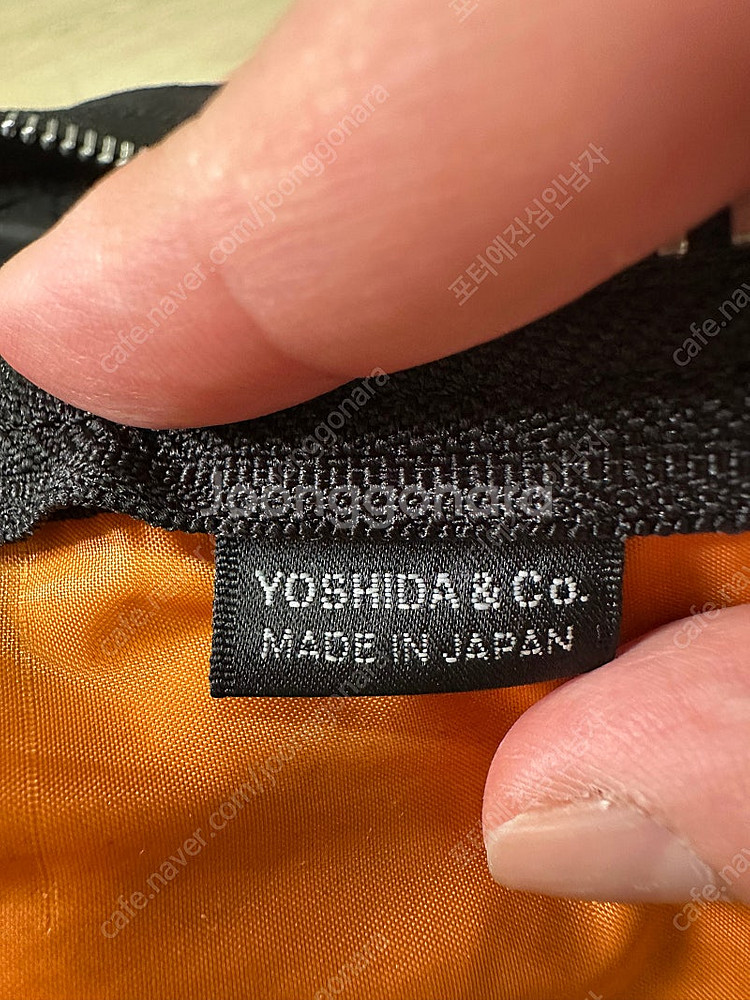 Joonggonara
YOSHIDA & Co.
MADE IN JAPAN
cafe.naver.com/joonggonara
포터에진심인남자